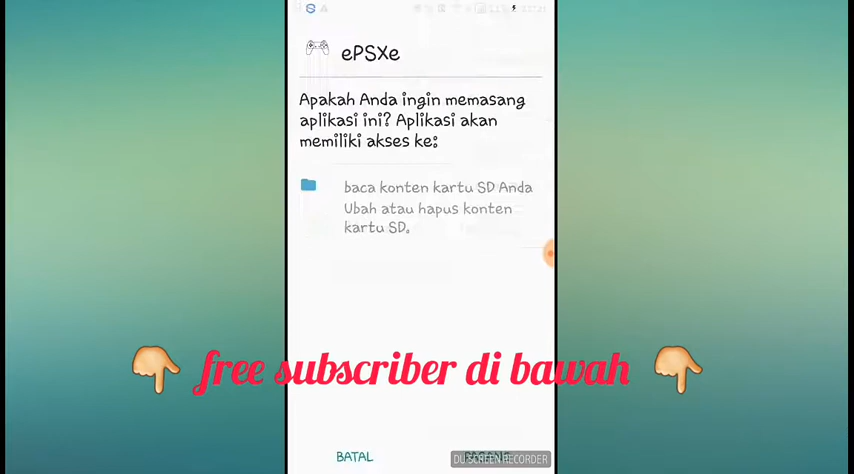 ePSXe
Apakah Anda ingin memasang
aplikasi ini? Aplikasi akan
memiliki akses ke:
baca konten kartu SD Anda
Ubah atau hapus konten
kartu SD.
free subscriber di bawah
BATAL
DU SCREEN RECORDER